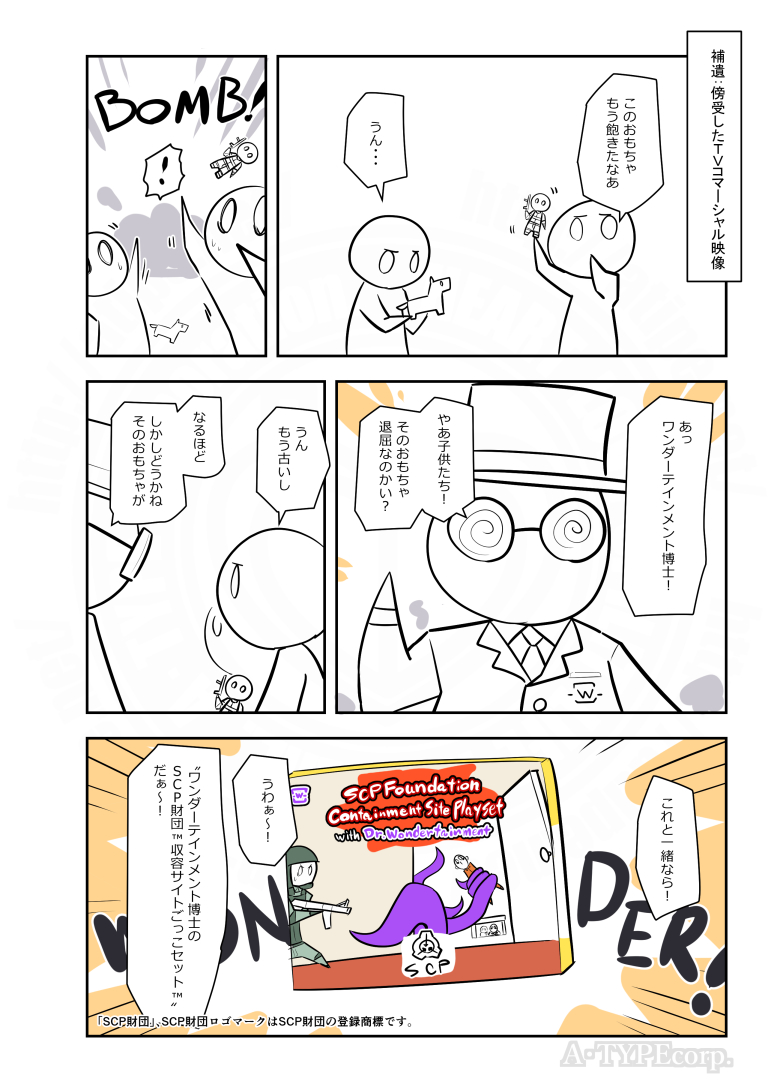 補遺:傍受したTVコマーシャル映像
このおもちゃ
もう飽きたなあ
うん・・・
BOMB!
!
あっ
ワンダーテインメント博士!
やあ子供たち!
そのおもちゃ
退屈なのかい?
うん
もう古いし
なるほど
しかしどうかね
そのおもちゃが
これと一緒なら!
WONDER!
SCP Foundation
Containment Site Playset
with Dr.Wondertainment
W
SCP
うわぁ~!
"ワンダーテインメント博士の
SCP財団™収容サイトごっこセット™"
だぁ~!
「SCP財団」、SCP財団ロゴマークはSCP財団の登録商標です。
A-TYPEcorp.